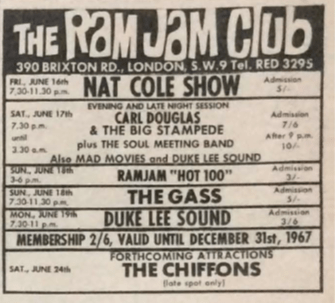 THE RAM JAM CLUB
390 BRIXTON RD., LONDON, S.W.9 Tel. RED 3295
FRI., JUNE 16th
7.30-11.30 p.m.
NAT COLE SHOW
Admission
5/-
EVENING AND LATE NIGHT SESSION
SAT., JUNE 17th
7.30 p.m.
until
2.30 a.m.
CARL DOUGLAS
& THE BIG STAMPEDE
plus THE SOUL MEETING BAND
Also MAD MOVIES and DUKE LEE SOUND
Admission
7/6
After 9 p.m.
10/-
SUN., JUNE 18th
3-6 p.m.
RAMJAM "HOT 100"
Admission
3/-
SUN., JUNE 18th
7.30-11.30 p.m.
THE GASS
Admission
5/-
MON., JUNE 19th
7.30-11 p.m.
DUKE LEE SOUND
Admission
3/6
MEMBERSHIP 2/6, VALID UNTIL DECEMBER 31st, 1967
FORTHCOMING ATTRACTIONS
SAT., JUNE 24th
THE CHIFFONS
(late spot only)